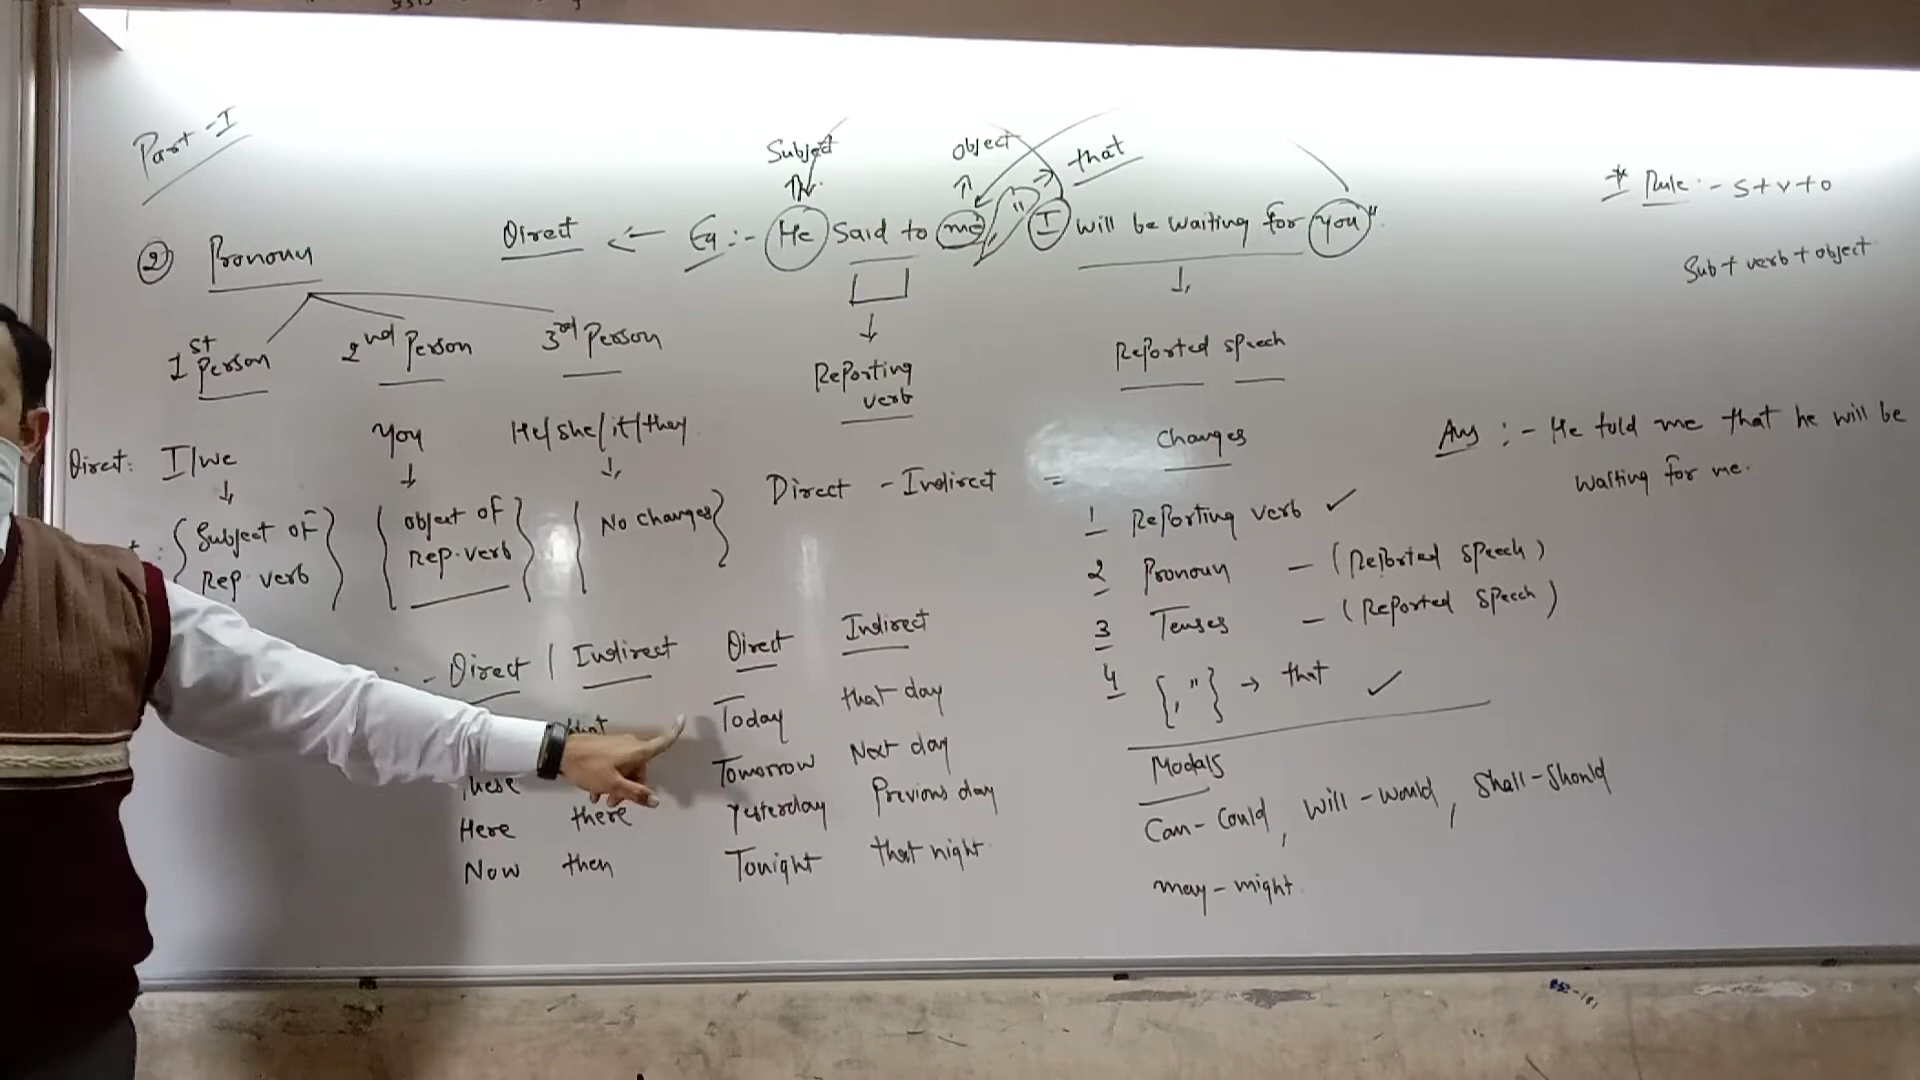 Part-I
Subject
Object
that
* Rule :- S+V+O
Direct ← Eg :- He Said to me, " I will be waiting for you".
② Pronoun
Sub + verb + object
1st Person
2nd Person
3rd Person
Reporting verb
Reported speech
You
He/she/it/they
Changes
Ans :- He told me that he will be
waiting for me.
Direct: I/we
Direct - Indirect =
{Subject of
Rep verb}
{object of
Rep. verb}
{No changes}
1 Reporting verb ✓
2 Pronoun - (Reported speech)
3 Tenses - (Reported speech)
4 {, "} → that ✓
- Direct | Indirect
Direct Indirect
Today that day
that
Tomorrow Next day
Yesterday Previous day
Here there
Tonight that night
Now then
Modals
Can-Could, will-would, Shall-Should
may-might